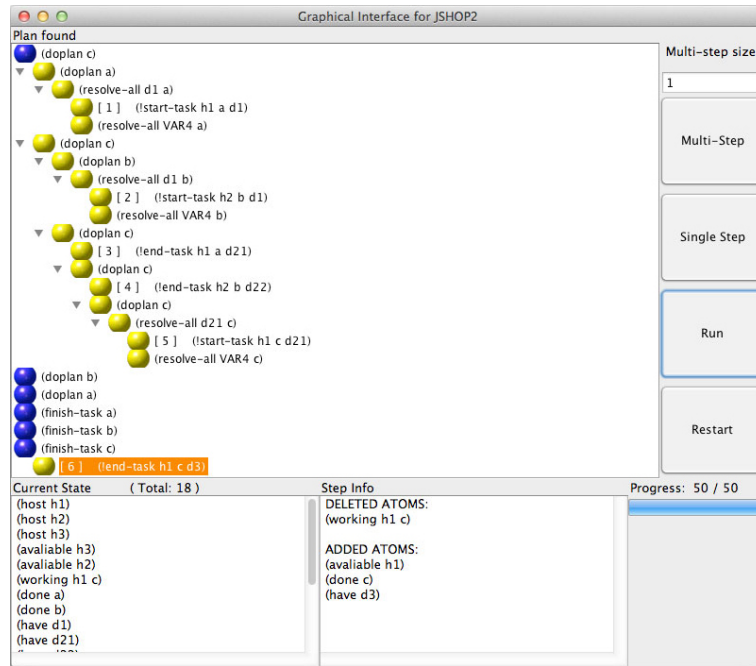 Graphical Interface for JSHOP2
Plan found
(doplan c)
(doplan a)
(resolve-all d1 a)
[ 1 ] (!start-task h1 a d1)
(resolve-all VAR4 a)
(doplan c)
(doplan b)
(resolve-all d1 b)
[ 2 ] (!start-task h2 b d1)
(resolve-all VAR4 b)
(doplan c)
[ 3 ] (!end-task h1 a d21)
(doplan c)
[ 4 ] (!end-task h2 b d22)
(doplan c)
(resolve-all d21 c)
[ 5 ] (!start-task h1 c d21)
(resolve-all VAR4 c)
(doplan b)
(doplan a)
(finish-task a)
(finish-task b)
(finish-task c)
[ 6 ] (!end-task h1 c d3)
Multi-step size
1
Multi-Step
Single Step
Run
Restart
Current State ( Total: 18 )
(host h1)
(host h2)
(host h3)
(avaliable h3)
(avaliable h2)
(working h1 c)
(done a)
(done b)
(have d1)
(have d21)
Step Info
DELETED ATOMS:
(working h1 c)
ADDED ATOMS:
(avaliable h1)
(done c)
(have d3)
Progress: 50 / 50